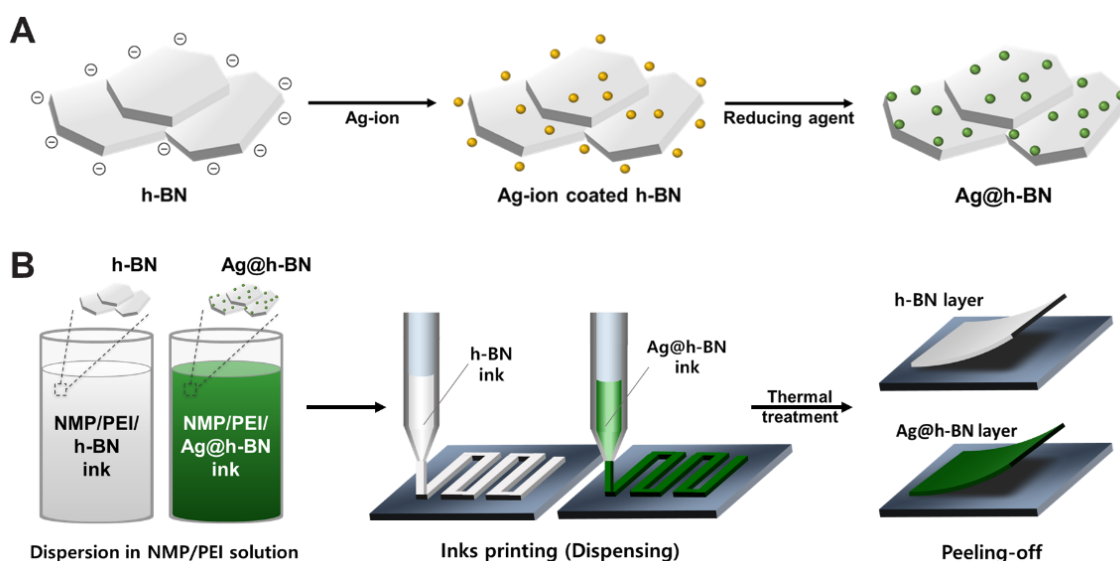 A
Ag-ion
Reducing agent
h-BN
Ag-ion coated h-BN
Ag@h-BN
B
h-BN
Ag@h-BN
NMP/PEI/
h-BN
ink
NMP/PEI/
Ag@h-BN
ink
Dispersion in NMP/PEI solution
h-BN
ink
Ag@h-BN
ink
Inks printing (Dispensing)
Thermal
treatment
h-BN layer
Ag@h-BN layer
Peeling-off